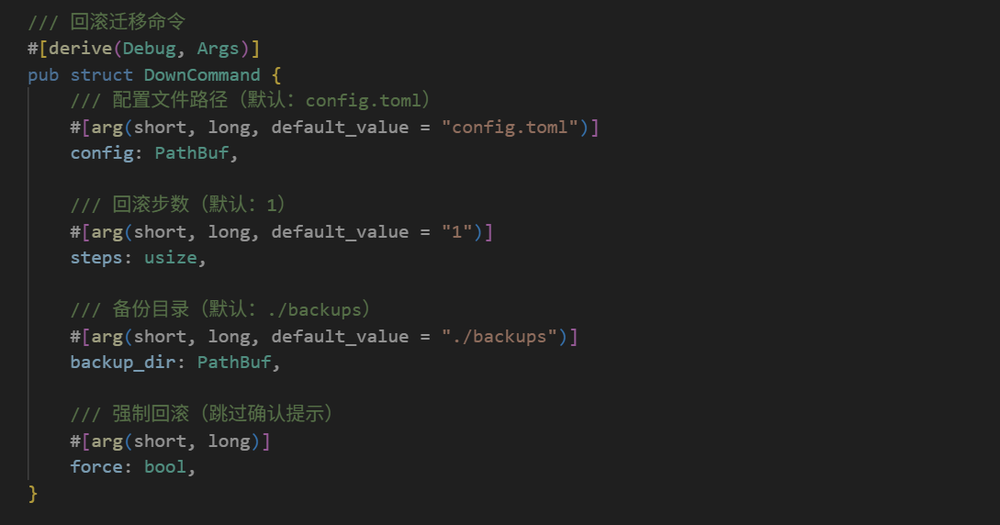 /// 回滚迁移命令
#[derive(Debug, Args)]
pub struct DownCommand {
    /// 配置文件路径（默认：config.toml）
    #[arg(short, long, default_value = "config.toml")]
    config: PathBuf,

    /// 回滚步数（默认：1）
    #[arg(short, long, default_value = "1")]
    steps: usize,

    /// 备份目录（默认：./backups）
    #[arg(short, long, default_value = "./backups")]
    backup_dir: PathBuf,

    /// 强制回滚（跳过确认提示）
    #[arg(short, long)]
    force: bool,
}